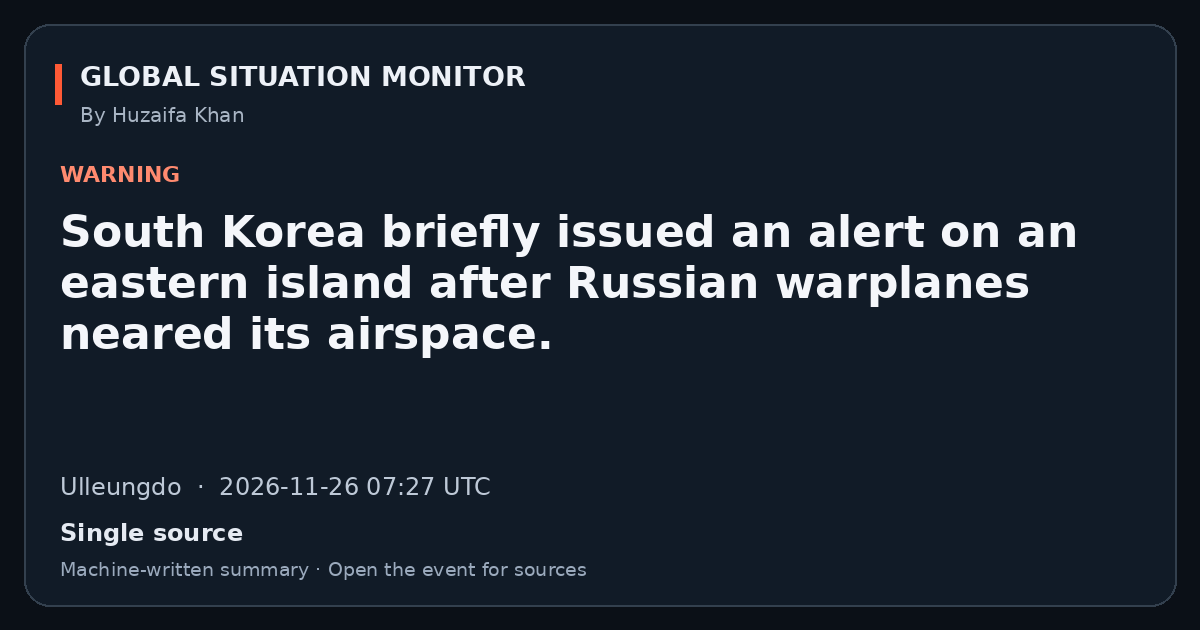 GLOBAL SITUATION MONITOR
By Huzaifa Khan
WARNING
South Korea briefly issued an alert on an
eastern island after Russian warplanes
neared its airspace.
Ulleungdo · 2026-11-26 07:27 UTC
Single source
Machine-written summary · Open the event for sources